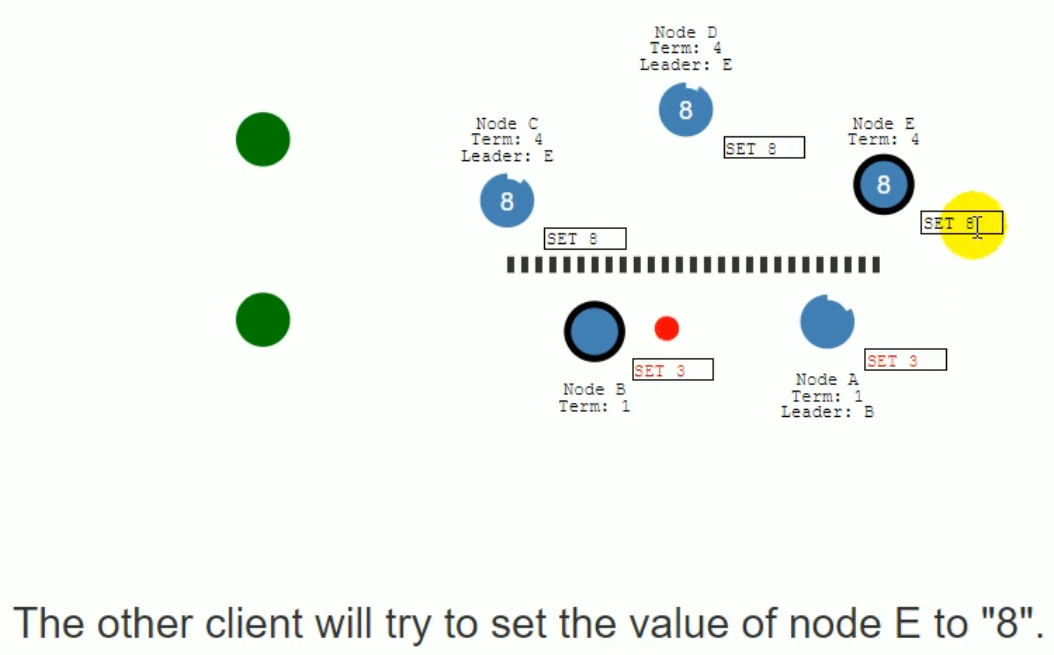 Node D
Term: 4
Leader: E
8
SET 8
Node C
Term: 4
Leader: E
8
SET 8
Node E
Term: 4
8
SET 8
SET 3
Node B
Term: 1
SET 3
Node A
Term: 1
Leader: B
The other client will try to set the value of node E to "8".